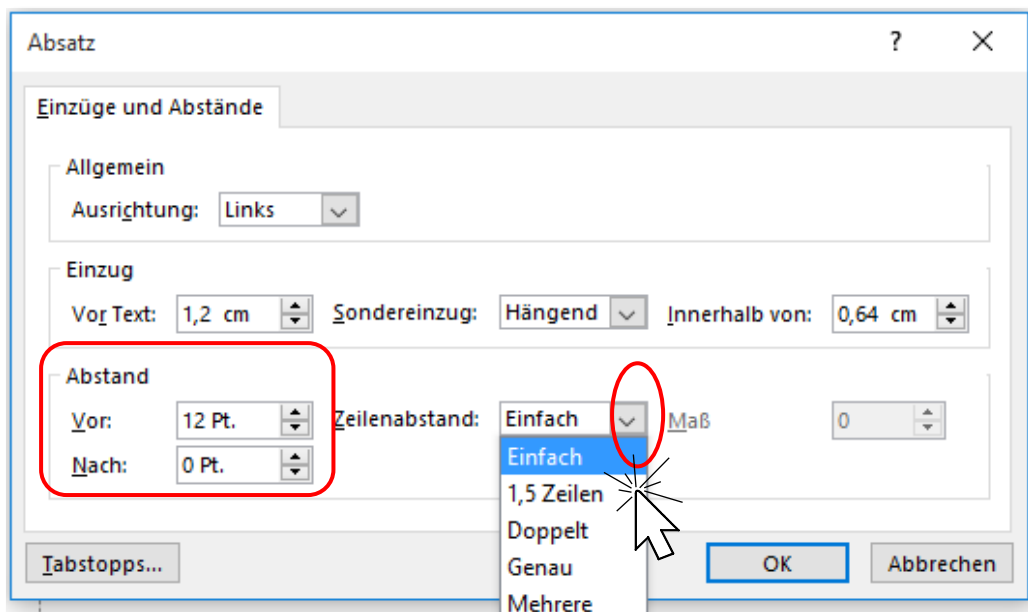 Absatz ?
Einzüge und Abstände
Allgemein
Ausrichtung: Links
Einzug
Vor Text: 1,2 cm Sondereinzug: Hängend Innerhalb von: 0,64 cm
Abstand
Vor: 12 Pt. Zeilenabstand: Einfach Maß 0
Nach: 0 Pt.
Einfach
1,5 Zeilen
Doppelt
Genau
Mehrere
Tabstopps... OK Abbrechen